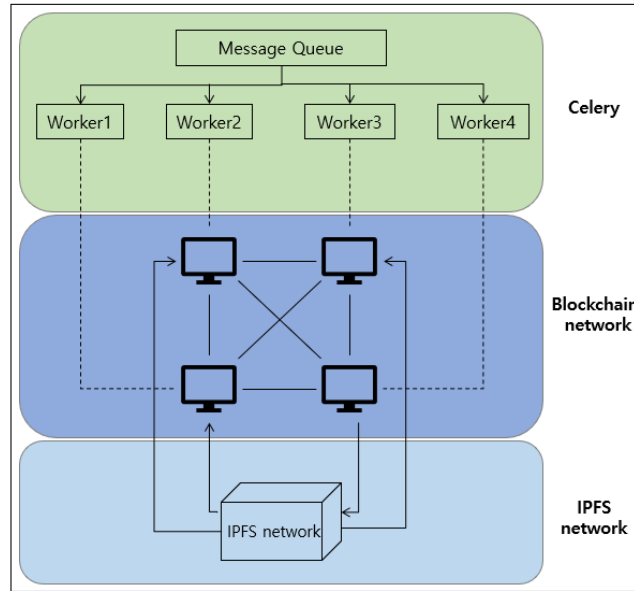 Message Queue
Worker1
Worker2
Worker3
Worker4
Celery
Blockchain
network
IPFS network
IPFS
network